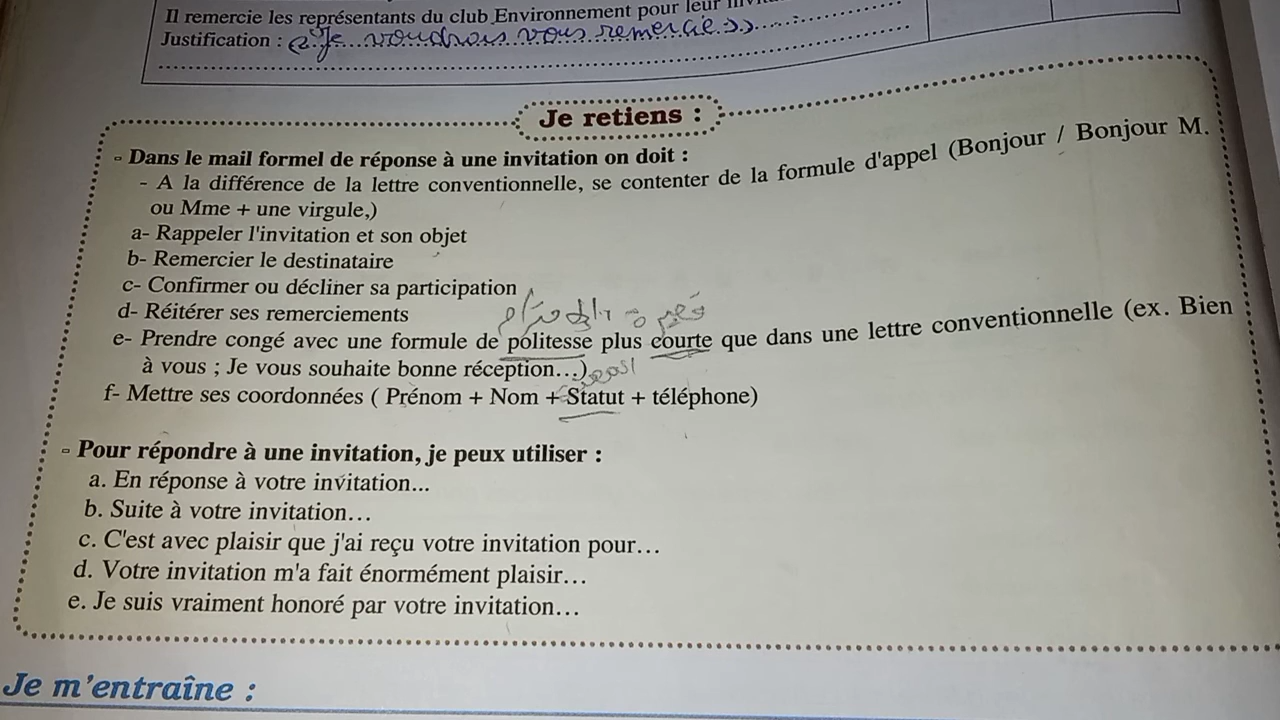 Il remercie les représentants du club Environnement pour leur
Justification : « Je voudrais vous remercie »
Je retiens :
- Dans le mail formel de réponse à une invitation on doit :
- A la différence de la lettre conventionnelle, se contenter de la formule d'appel (Bonjour / Bonjour M.
ou Mme + une virgule,)
a- Rappeler l'invitation et son objet
b- Remercier le destinataire
c- Confirmer ou décliner sa participation
d- Réitérer ses remerciements
e- Prendre congé avec une formule de politesse plus courte que dans une lettre conventionnelle (ex. Bien
à vous ; Je vous souhaite bonne réception…)
f- Mettre ses coordonnées ( Prénom + Nom + Statut + téléphone)
- Pour répondre à une invitation, je peux utiliser :
a. En réponse à votre invitation...
b. Suite à votre invitation…
c. C'est avec plaisir que j'ai reçu votre invitation pour…
d. Votre invitation m'a fait énormément plaisir…
e. Je suis vraiment honoré par votre invitation…
Je m'entraîne :